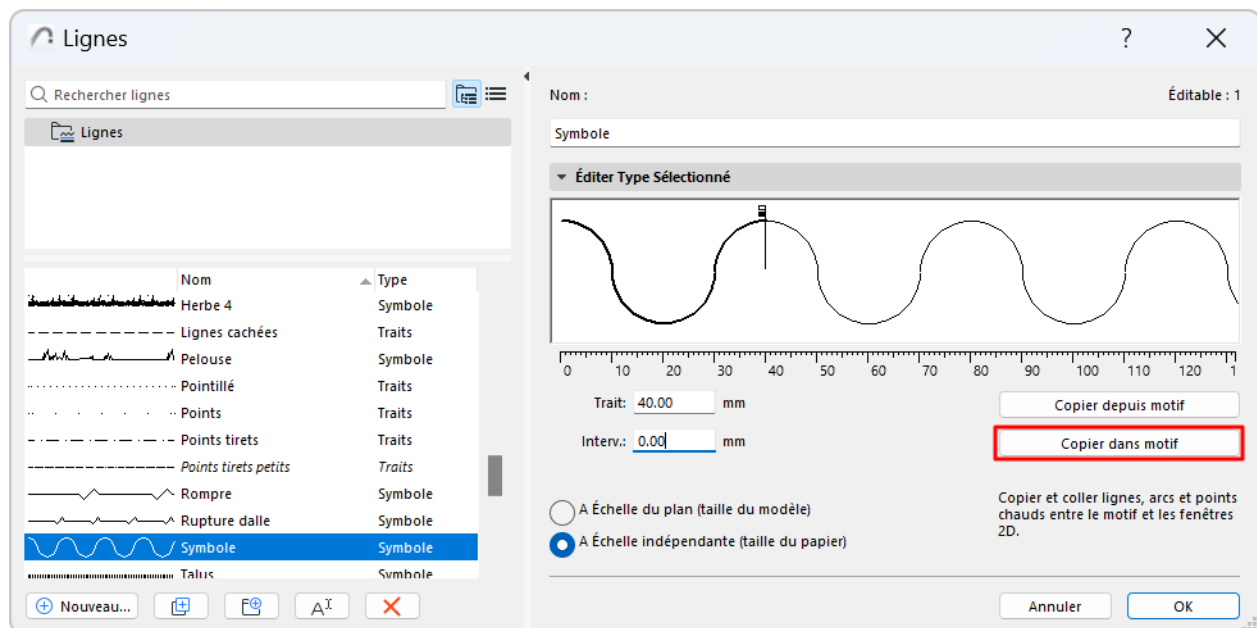 Lignes
?
Rechercher lignes
Lignes
Nom Type
Herbe 4 Symbole
Lignes cachées Traits
Pelouse Symbole
Pointillé Traits
Points Traits
Points tirets Traits
Points tirets petits Traits
Rompre Symbole
Rupture dalle Symbole
Symbole Symbole
Talus Symbole
Nouveau...
Nom :
Éditable : 1
Symbole
Éditer Type Sélectionné
0 10 20 30 40 50 60 70 80 90 100 110 120 1
Trait: 40.00 mm
Copier depuis motif
Interv.: 0.00 mm
Copier dans motif
A Échelle du plan (taille du modèle)
A Échelle indépendante (taille du papier)
Copier et coller lignes, arcs et points
chauds entre le motif et les fenêtres
2D.
Annuler
OK